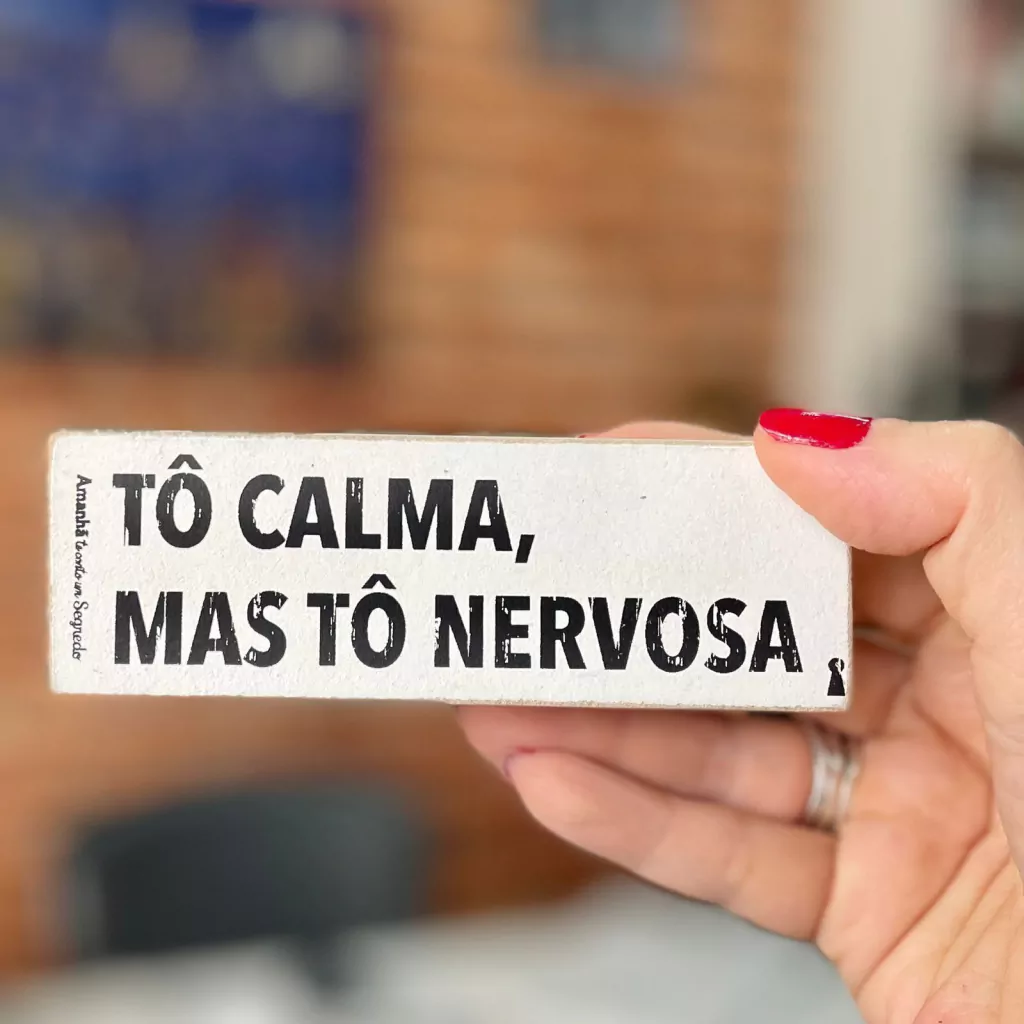 TÔ CALMA,
MAS TÔ NERVOSA
Amanhã te conto um Segredo